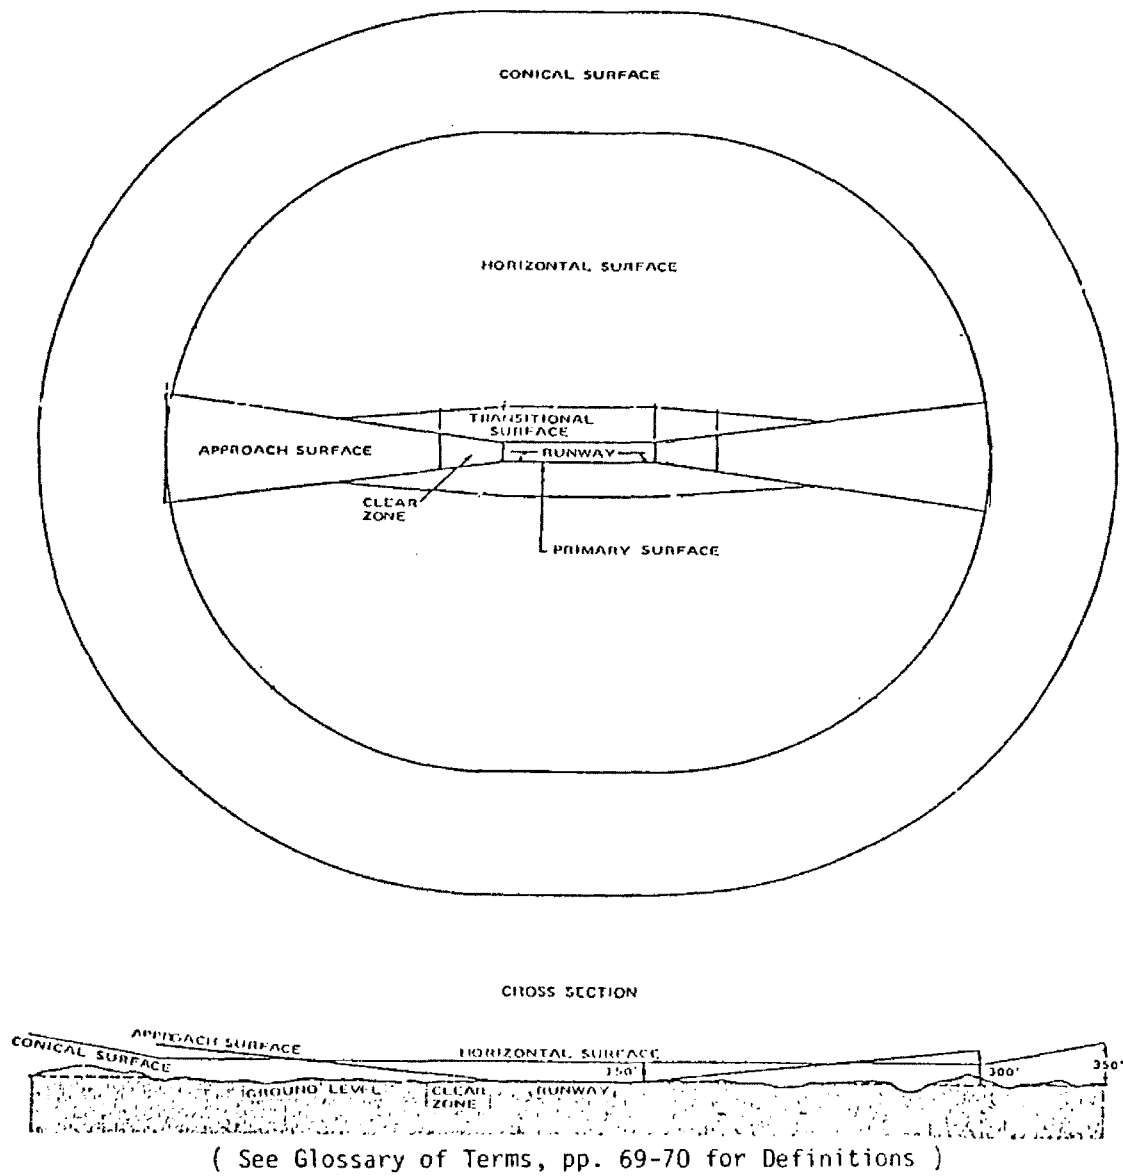 CONICAL SURFACE
HORIZONTAL SURFACE
TRANSITIONAL
SURFACE
APPROACH SURFACE
RUNWAY
CLEAR
ZONE
PRIMARY SURFACE
CROSS SECTION
APPROACH SURFACE
CONICAL SURFACE
HORIZONTAL SURFACE
150'
300'
350'
GROUND LEVEL
CLEAR
ZONE
RUNWAY
( See Glossary of Terms, pp. 69-70 for Definitions )